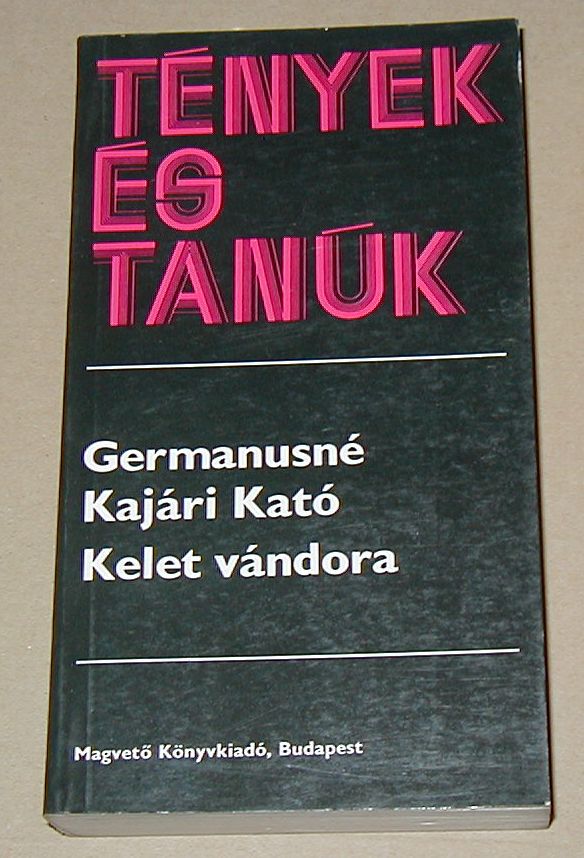 TÉNYEK
ÉS
TANÚK
Germanusné
Kajári Kató
Kelet vándora
Magvető Könyvkiadó, Budapest